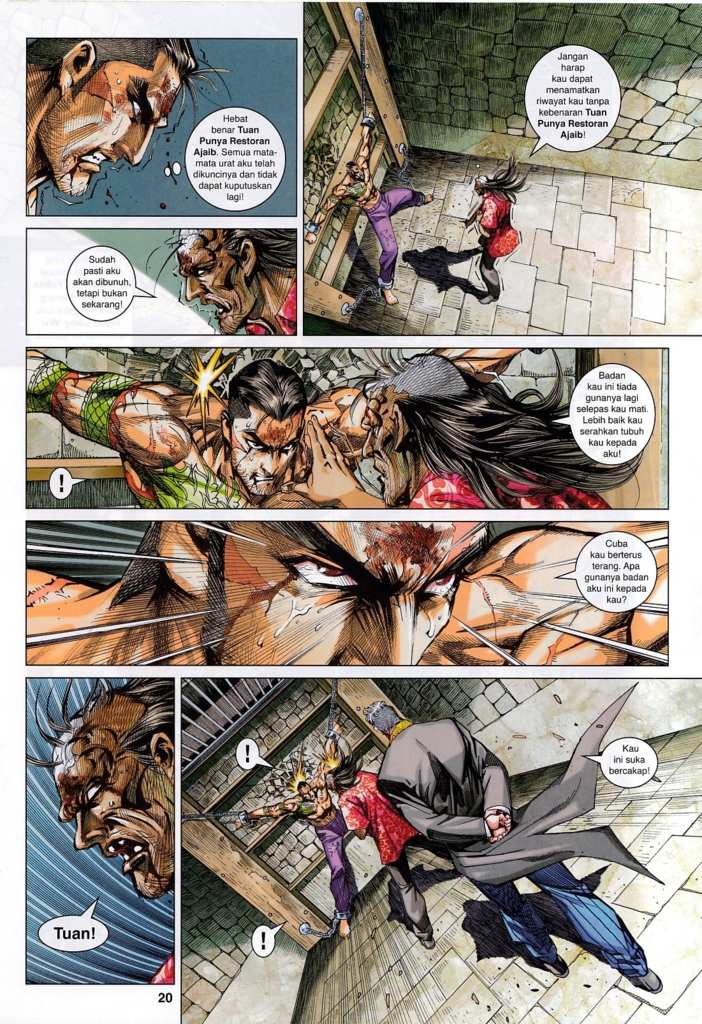 Hebat
benar Tuan
Punya Restoran
Ajaib. Semua mata-
mata urat aku telah
dikuncinya dan tidak
dapat kuputuskan
lagi!
Jangan
harap
kau dapat
menamatkan
riwayat kau tanpa
kebenaran Tuan
Punya Restoran
Ajaib!
Sudah
pasti aku
akan dibunuh,
tetapi bukan
sekarang!
Badan
kau ini tiada
gunanya lagi
selepas kau mati.
Lebih baik kau
serahkan tubuh
kau kepada
aku!
!
Cuba
kau berterus
terang. Apa
gunanya badan
aku ini kepada
kau?
Tuan!
!
Kau
ini suka
bercakap!
!
20